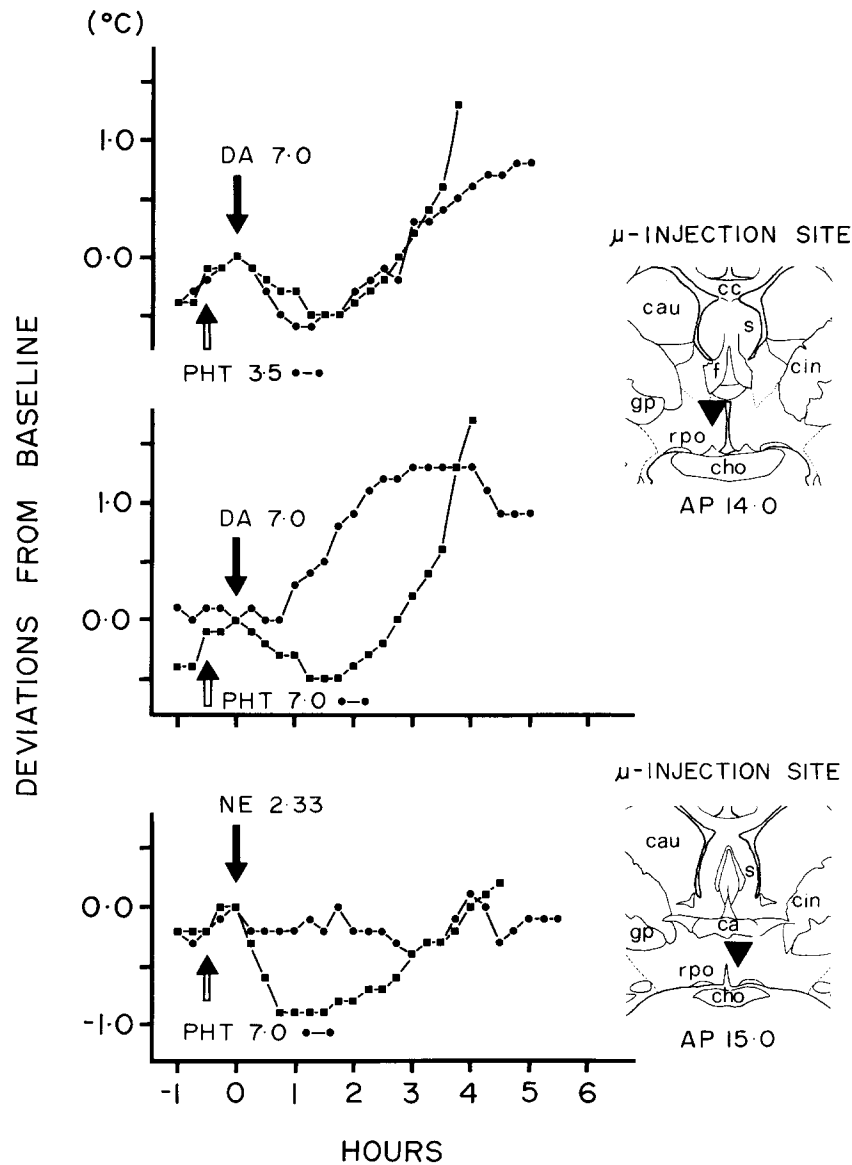 (°C)
DEVIATIONS FROM BASELINE
1·0
0·0
DA 7·0
PHT 3·5
1·0
0·0
DA 7·0
PHT 7·0
0·0
-1·0
NE 2·33
PHT 7·0
-1 0 1 2 3 4 5 6
HOURS
μ-INJECTION SITE
cc
cau
s
f
cin
gp
rpo
cho
AP 14·0
μ-INJECTION SITE
cau
s
cin
ca
gp
rpo
cho
AP 15·0